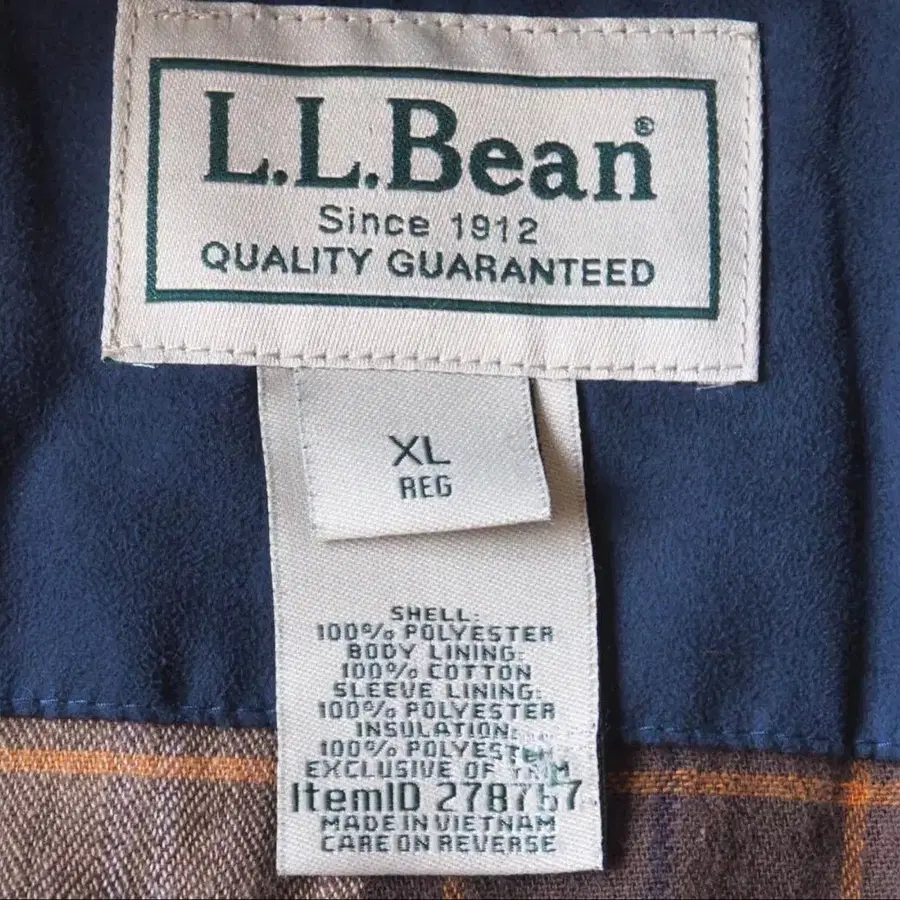 L.L.Bean®
Since 1912
QUALITY GUARANTEED
XL
REG
SHELL:
100% POLYESTER
BODY LINING:
100% COTTON
SLEEVE LINING:
100% POLYESTER
INSULATION:
100% POLYESTER
EXCLUSIVE OF TRIM
ItemID
MADE IN VIETNAM
CARE ON REVERSE